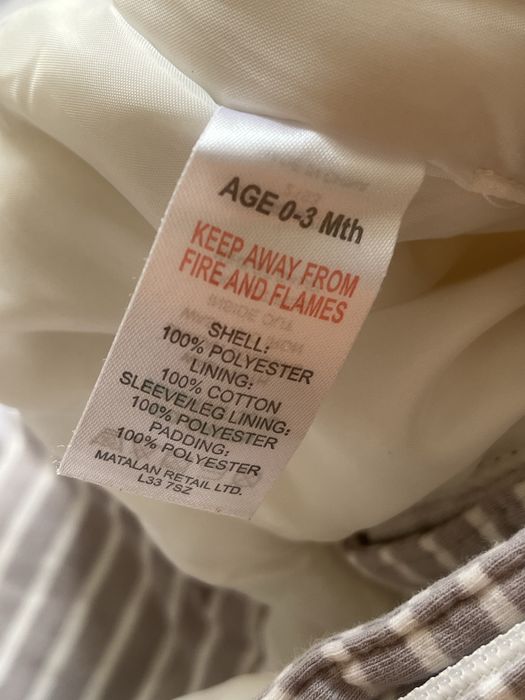 AGE 0-3 Mth
KEEP AWAY FROM
FIRE AND FLAMES
SHELL:
100% POLYESTER
LINING:
100% COTTON
SLEEVE/LEG LINING:
100% POLYESTER
PADDING:
100% POLYESTER
MATALAN RETAIL LTD.
L33 7SZ